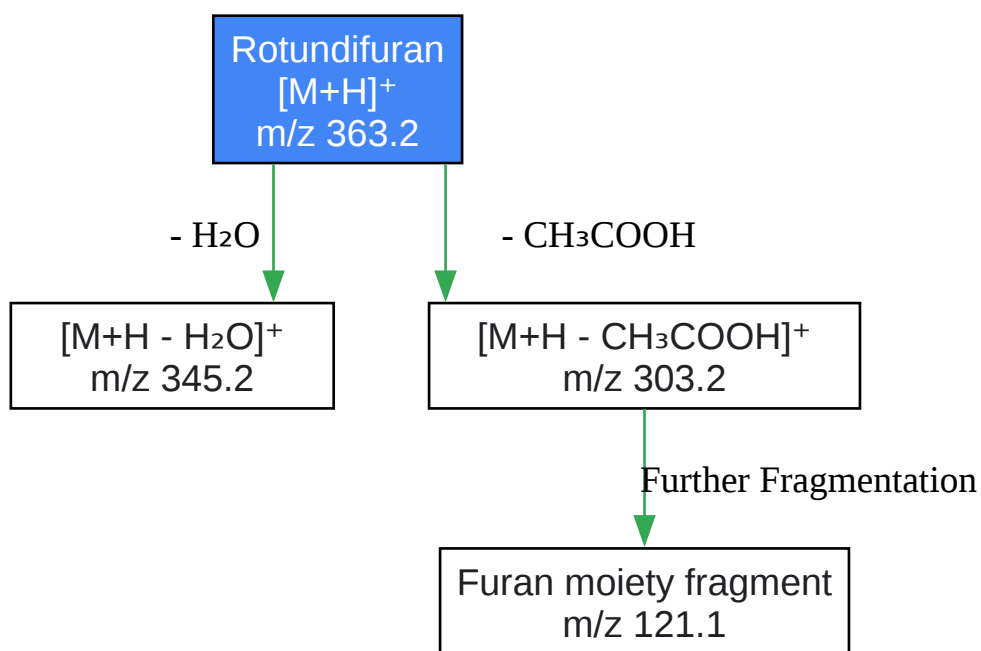 Rotundifuran
[M+H]⁺
m/z 363.2
- H₂O
- CH₃COOH
[M+H - H₂O]⁺
m/z 345.2
[M+H - CH₃COOH]⁺
m/z 303.2
Further Fragmentation
Furan moiety fragment
m/z 121.1